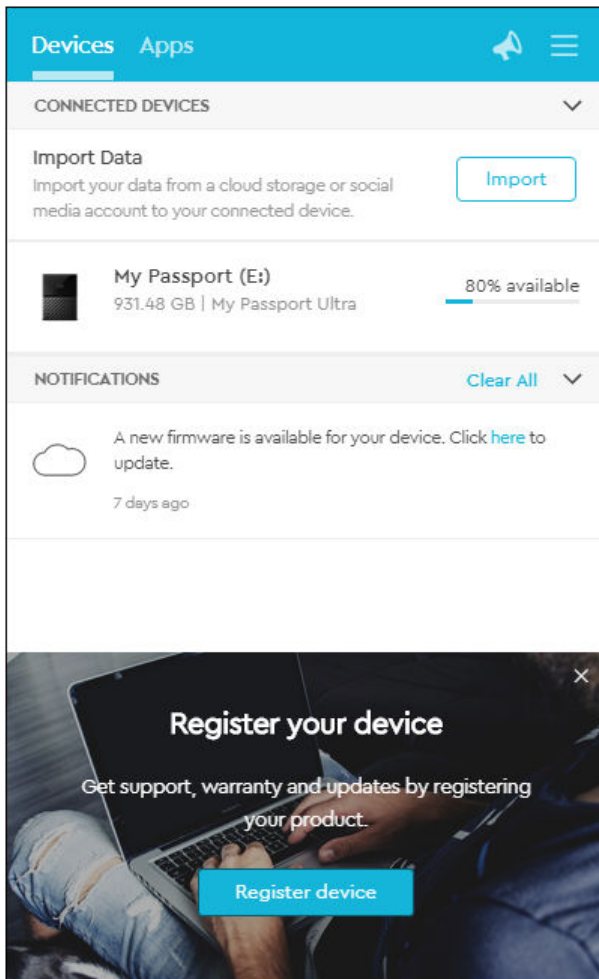 Devices Apps
CONNECTED DEVICES
Import Data
Import your data from a cloud storage or social
media account to your connected device.
Import
My Passport (E:)
931.48 GB | My Passport Ultra
80% available
NOTIFICATIONS Clear All
A new firmware is available for your device. Click here to
update.
7 days ago
Register your device
Get support, warranty and updates by registering
your product.
Register device